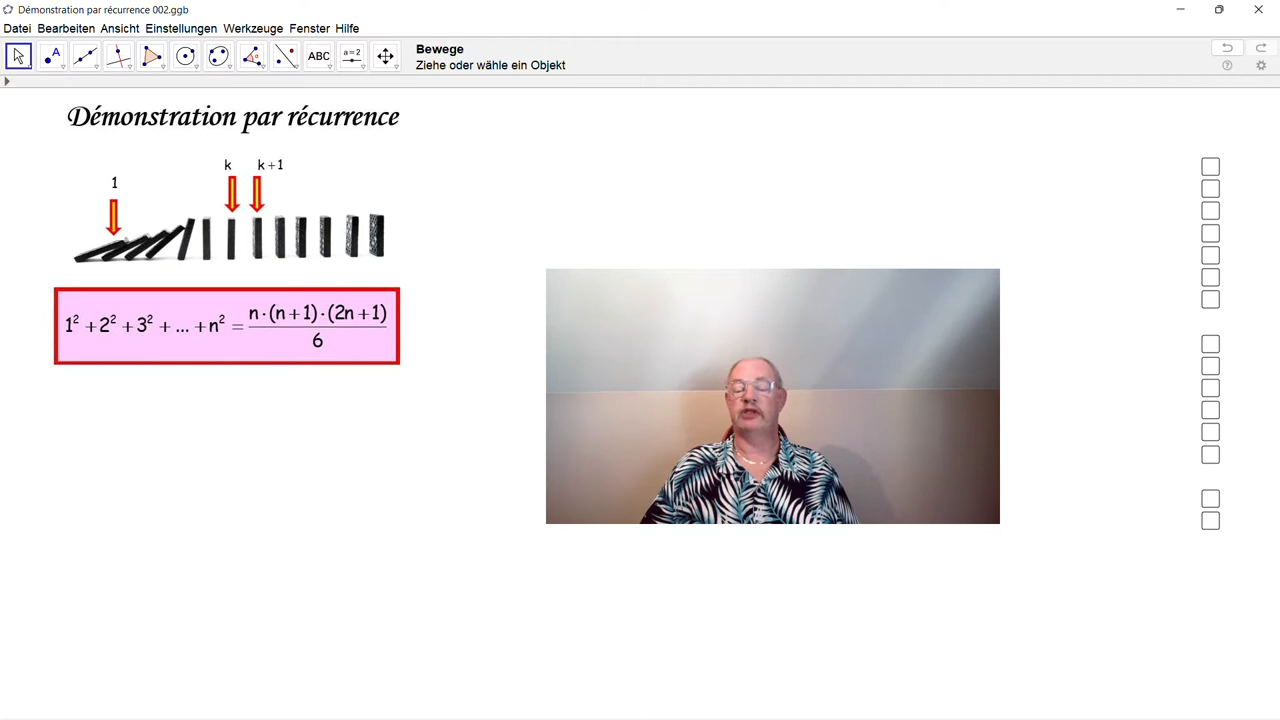 Démonstration par récurrence 002.ggb
Datei Bearbeiten Ansicht Einstellungen Werkzeuge Fenster Hilfe
A ABC a=2
Bewege
Ziehe oder wähle ein Objekt
Démonstration par récurrence
k k+1
1
1² + 2² + 3² + ... + n² = n·(n+1)·(2n+1)
6